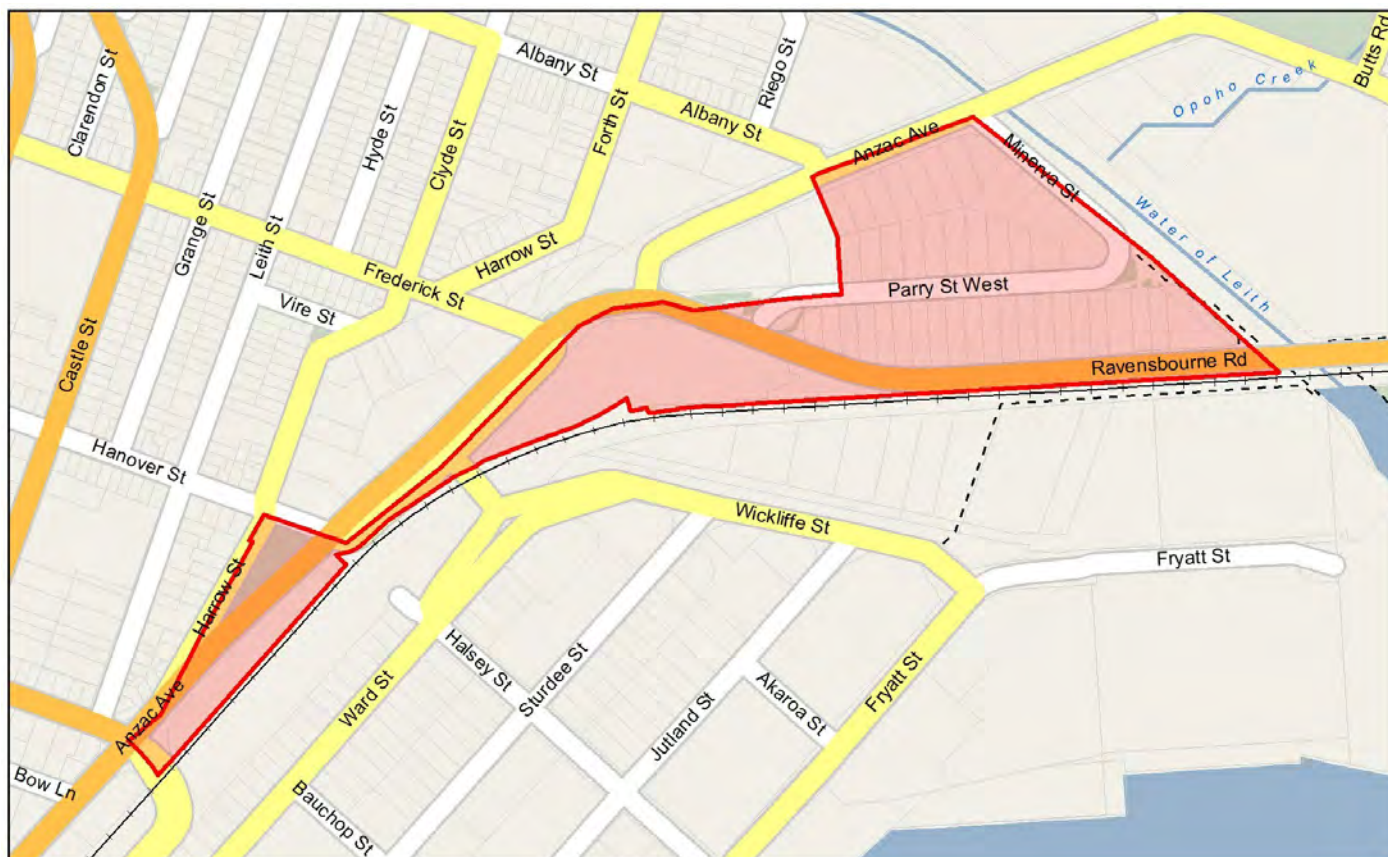 Clarendon St
Albany St
Riego St
Butts Rd
Opoho Creek
Hyde St
Clyde St
Forth St
Albany St
Anzac Ave
Minerva St
Grange St
Leith St
Harrow St
Water of Leith
Castle St
Frederick St
Vire St
Parry St West
Ravensbourne Rd
Hanover St
Wickliffe St
Fryatt St
Harrow St
Halsey St
Sturdee St
Anzac Ave
Ward St
Jutland St
Akaroa St
Fryatt St
Bow Ln
Bauchop St